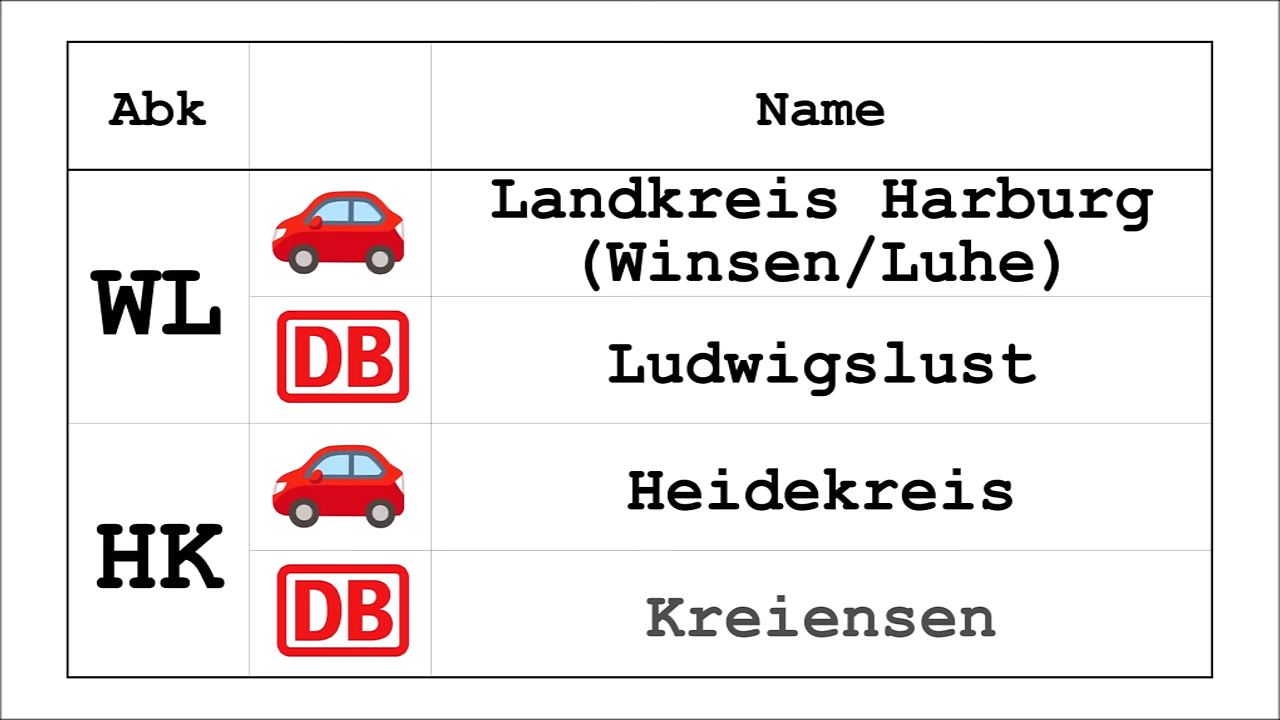 Abk Name
WL
Landkreis Harburg
(Winsen/Luhe)
DB Ludwigslust
HK
Heidekreis
DB Kreiensen